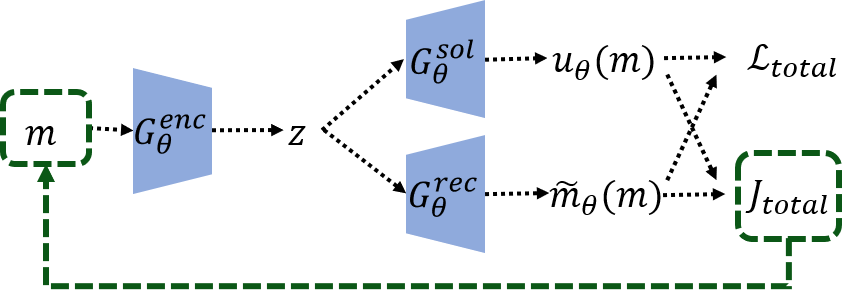 m
G_θ^{enc}
z
G_θ^{sol}
u_θ(m)
ℒ_{total}
G_θ^{rec}
m̃_θ(m)
J_{total}